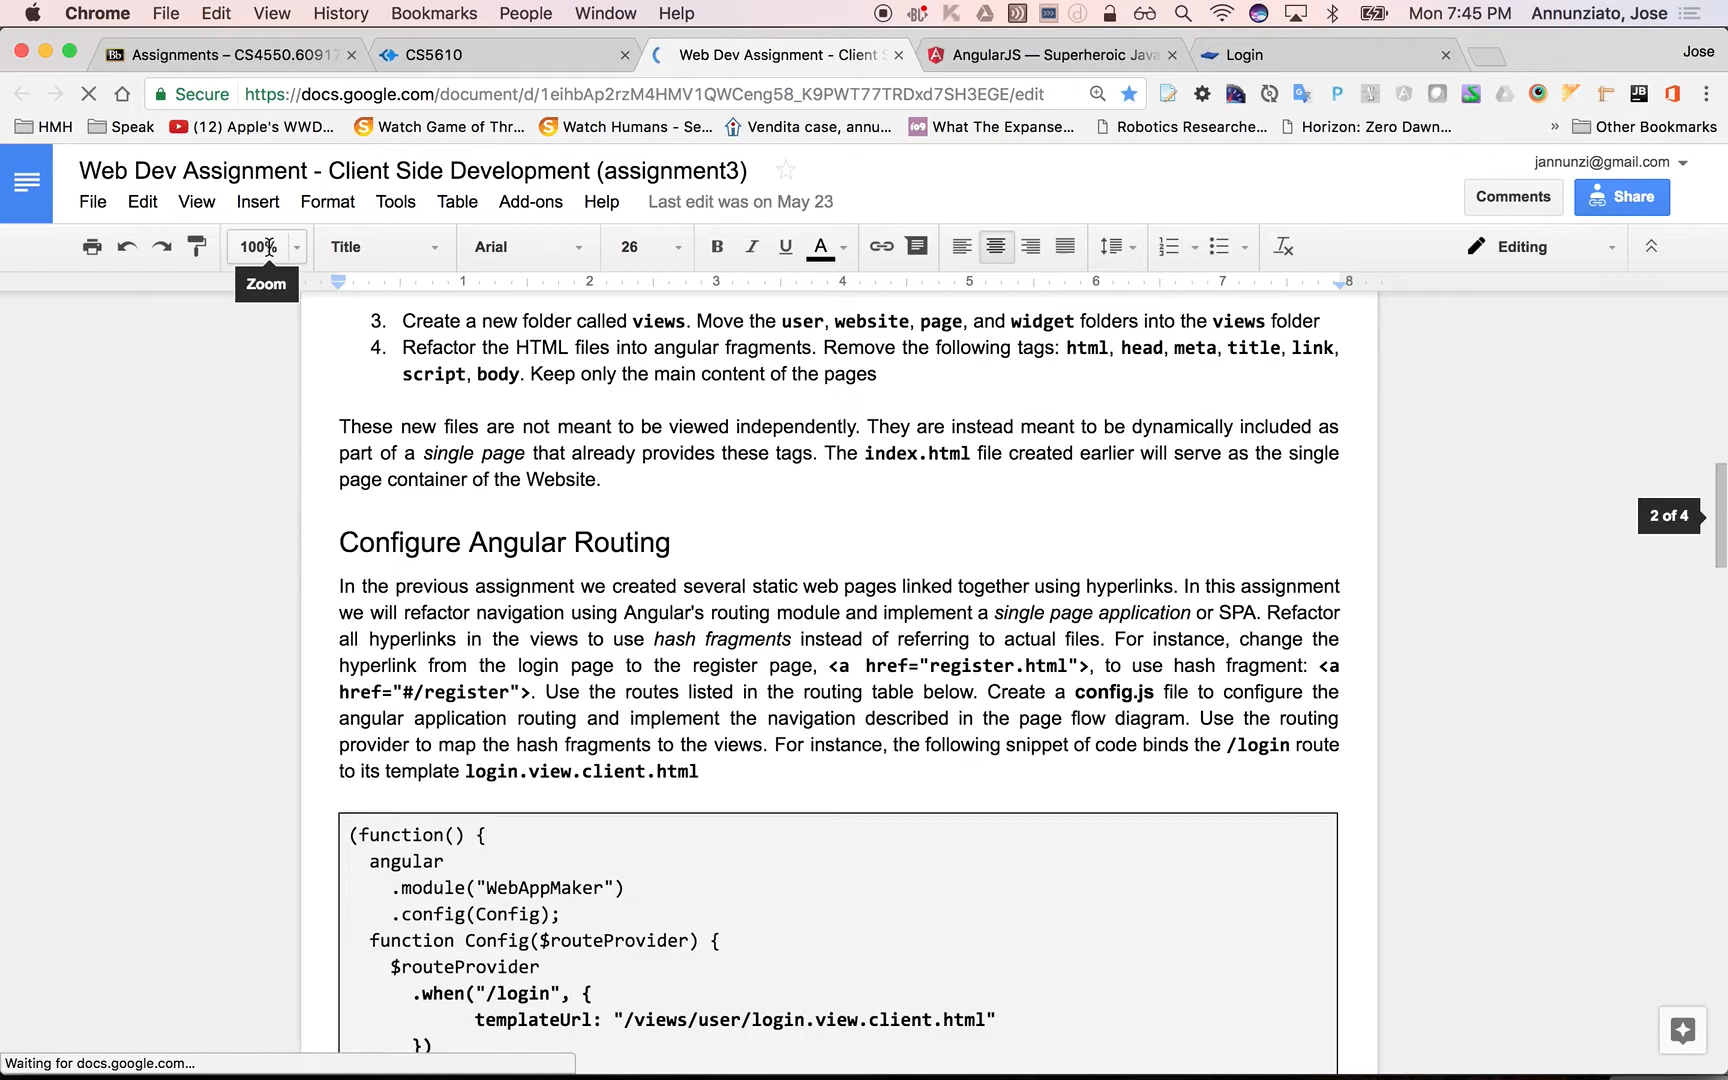 Chrome File Edit View History Bookmarks People Window Help Mon 7:45 PM Annunziato, Jose
Assignments – CS4550.60917 CS5610 Web Dev Assignment - Client S AngularJS — Superheroic Java Login Jose
Secure https://docs.google.com/document/d/1eihbAp2rzM4HMV1QWCeng58_K9PWT77TRDxd7SH3EGE/edit
HMH Speak (12) Apple's WWD... Watch Game of Thr... Watch Humans - Se... Vendita case, annu... What The Expanse... Robotics Researche... Horizon: Zero Dawn... » Other Bookmarks
Web Dev Assignment - Client Side Development (assignment3) jannunzi@gmail.com
File Edit View Insert Format Tools Table Add-ons Help Last edit was on May 23 Comments Share
100% Title Arial 26 B I U A Editing
Zoom
1 2 3 4 5 6 7 8
3. Create a new folder called views. Move the user, website, page, and widget folders into the views folder
4. Refactor the HTML files into angular fragments. Remove the following tags: html, head, meta, title, link,
script, body. Keep only the main content of the pages
These new files are not meant to be viewed independently. They are instead meant to be dynamically included as
part of a single page that already provides these tags. The index.html file created earlier will serve as the single
page container of the Website.
2 of 4
Configure Angular Routing
In the previous assignment we created several static web pages linked together using hyperlinks. In this assignment
we will refactor navigation using Angular's routing module and implement a single page application or SPA. Refactor
all hyperlinks in the views to use hash fragments instead of referring to actual files. For instance, change the
hyperlink from the login page to the register page, <a href="register.html">, to use hash fragment: <a
href="#/register">. Use the routes listed in the routing table below. Create a config.js file to configure the
angular application routing and implement the navigation described in the page flow diagram. Use the routing
provider to map the hash fragments to the views. For instance, the following snippet of code binds the /login route
to its template login.view.client.html
(function() {
angular
.module("WebAppMaker")
.config(Config);
function Config($routeProvider) {
$routeProvider
.when("/login", {
templateUrl: "/views/user/login.view.client.html"
})
Waiting for docs.google.com...